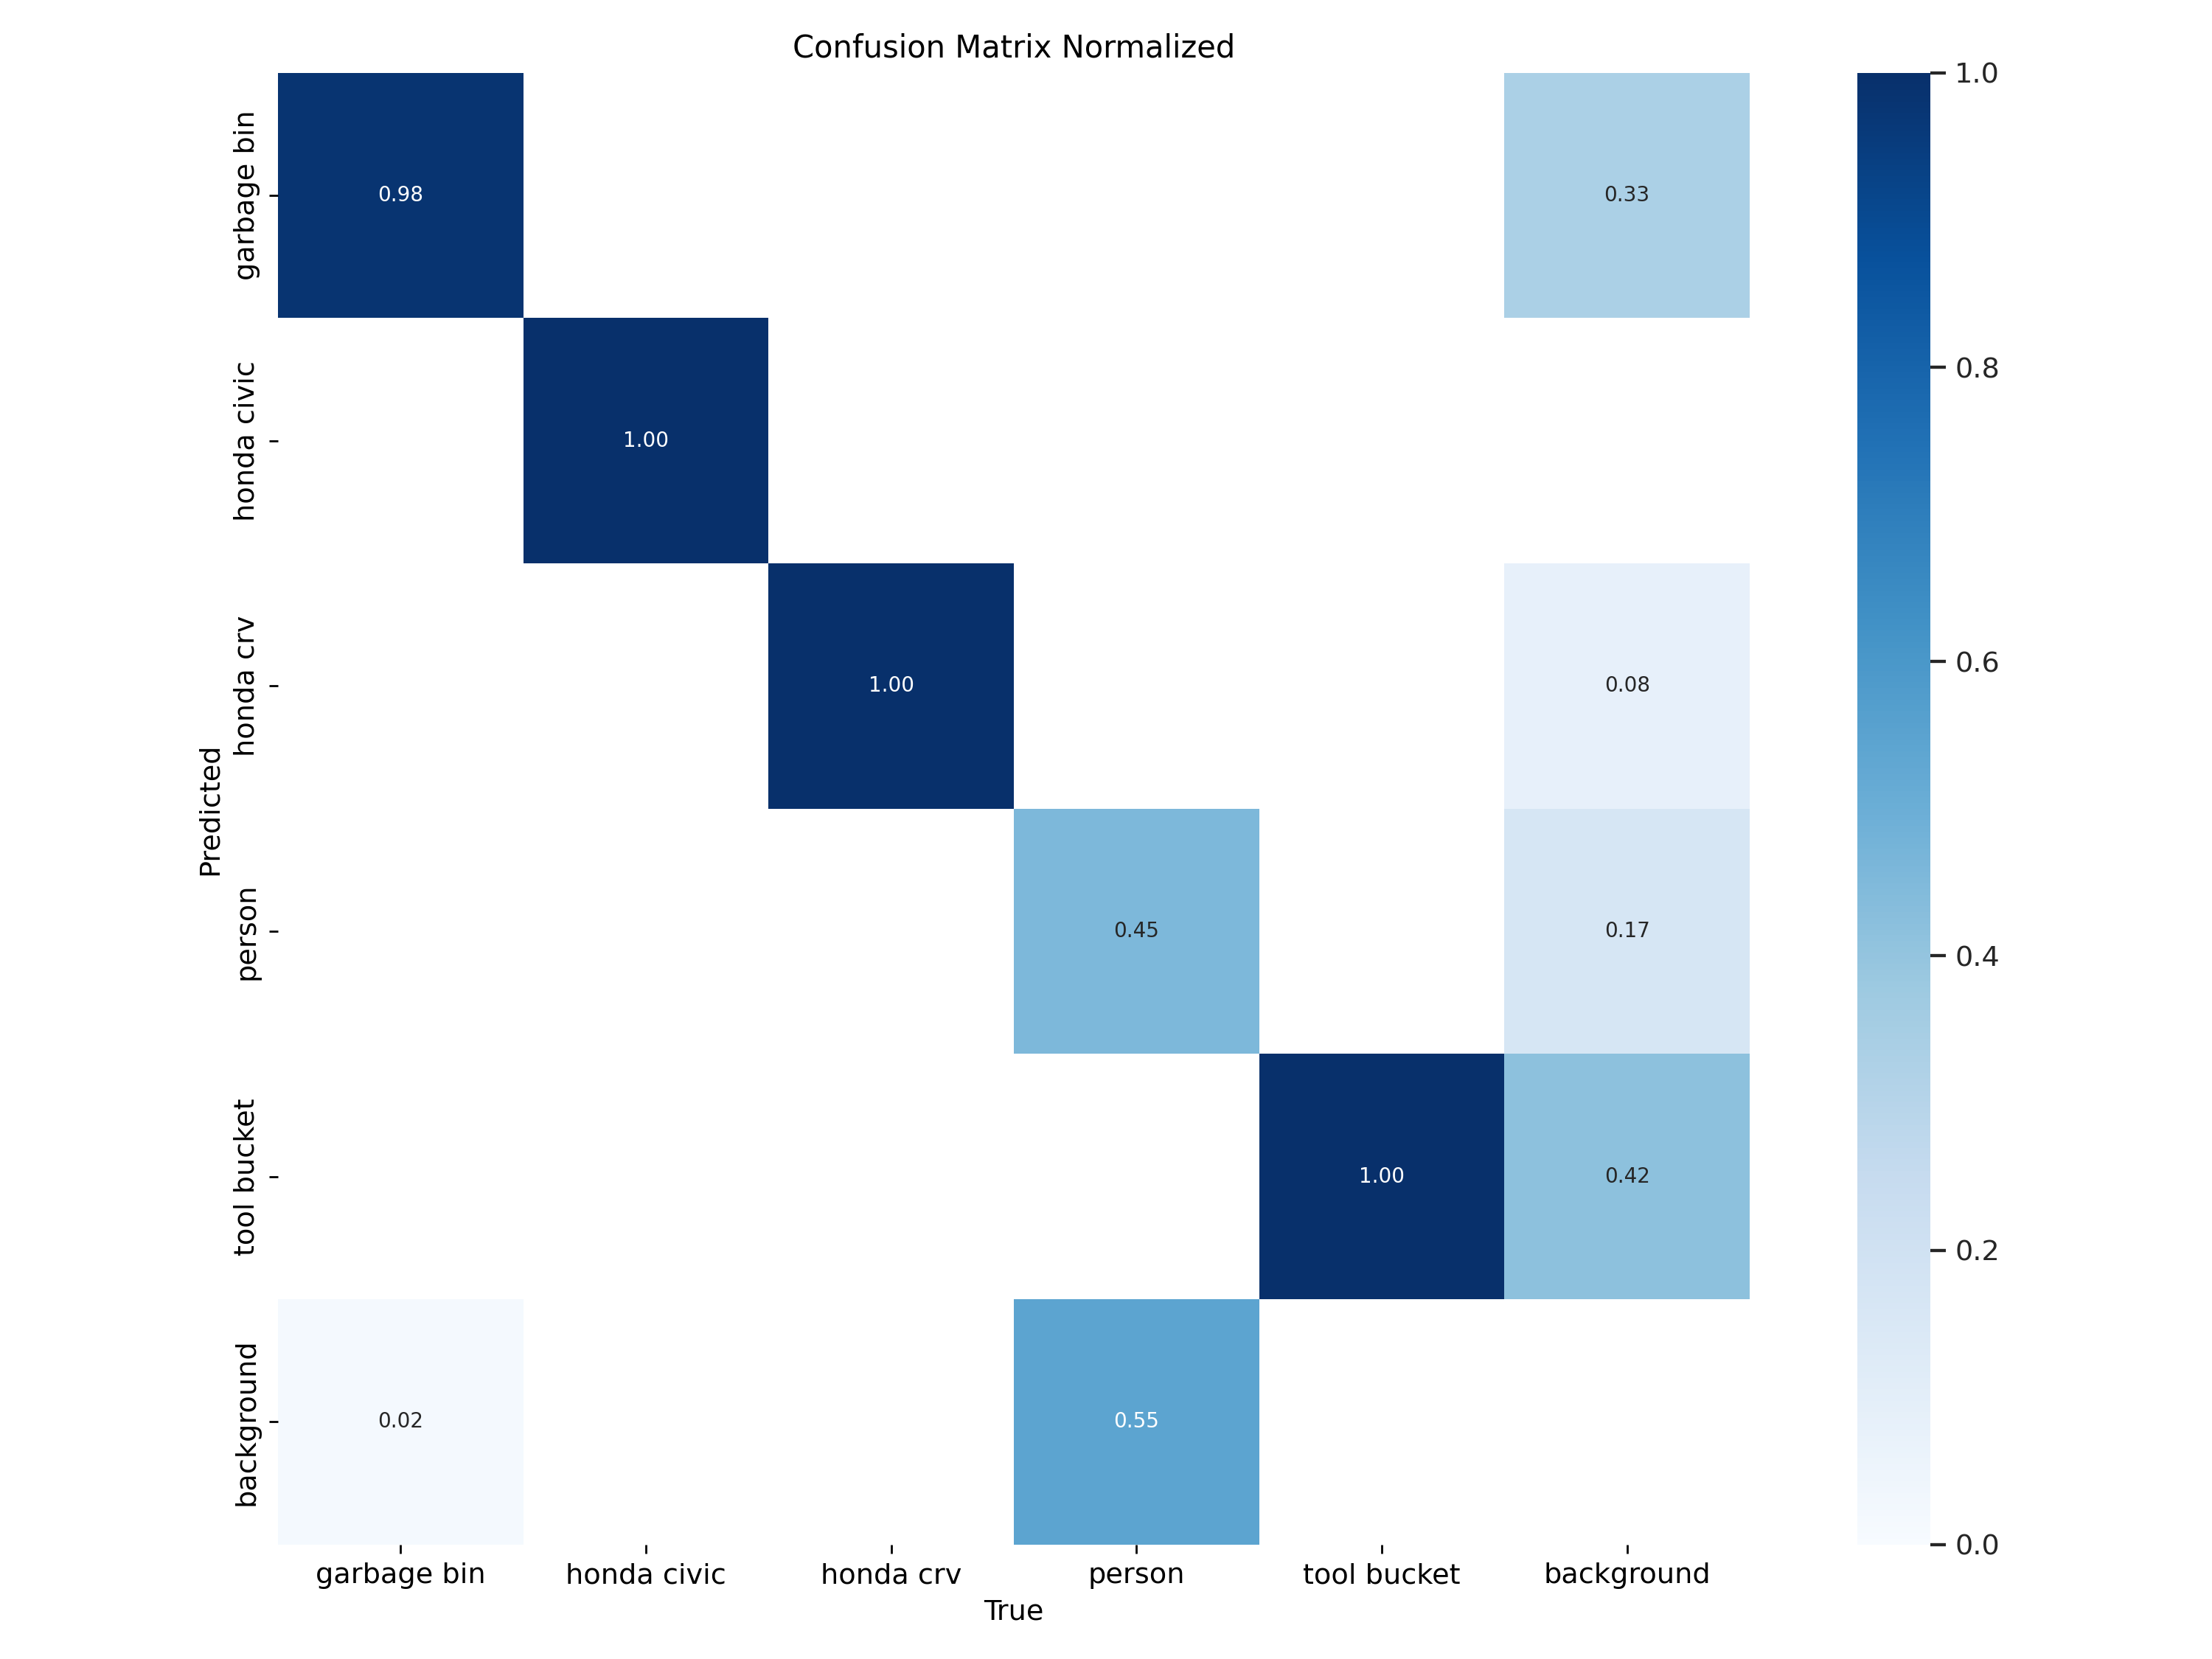 Confusion Matrix Normalized
Predicted
garbage bin
0.98
0.33
honda civic
1.00
honda crv
1.00
0.08
person
0.45
0.17
tool bucket
1.00
0.42
background
0.02
0.55
garbage bin
honda civic
honda crv
person
tool bucket
background
True
1.0
0.8
0.6
0.4
0.2
0.0